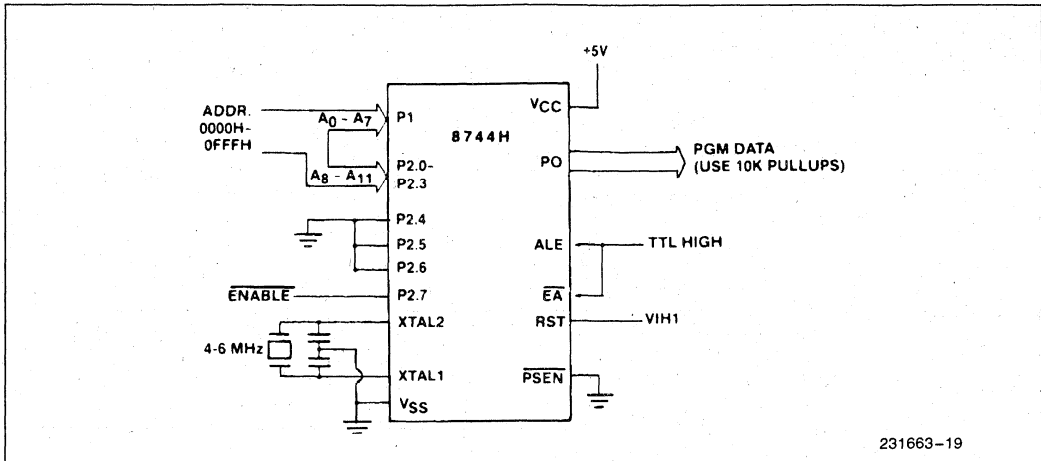 +5V
ADDR.
0000H-
0FFFH
A0 - A7
P1
VCC
8744H
P2.0-
P2.3
A8 - A11
PO
PGM DATA
(USE 10K PULLUPS)
P2.4
P2.5
P2.6
ALE
TTL HIGH
ENABLE
P2.7
EA
XTAL2
RST
VIH1
4-6 MHz
XTAL1
PSEN
VSS
231663-19